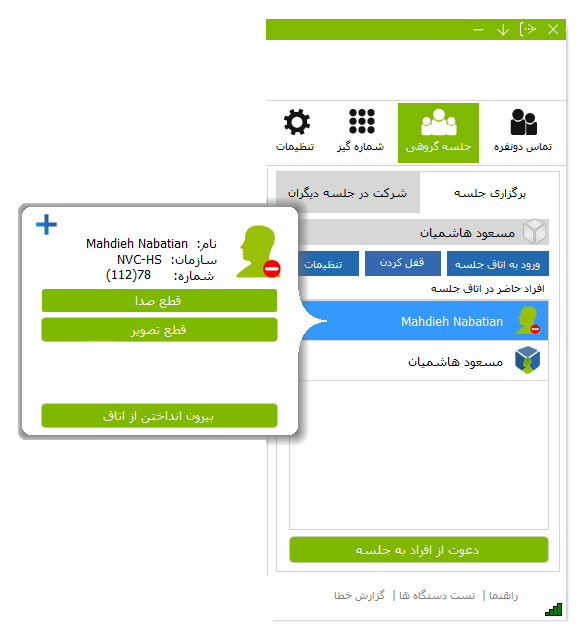 تماس دونفره
جلسه گروهی
شماره گیر
تنظیمات
برگزاری جلسه
شرکت در جلسه دیگران
مسعود هاشمیان
ورود به اتاق جلسه
قفل کردن
تنظیمات
افراد حاضر در اتاق جلسه
Mahdieh Nabatian
مسعود هاشمیان
دعوت از افراد به جلسه
راهنما | تست دستگاه ها | گزارش خطا
نام: Mahdieh Nabatian
سازمان: NVC-HS
شماره: 78(112)
قطع صدا
قطع تصویر
بیرون انداختن از اتاق